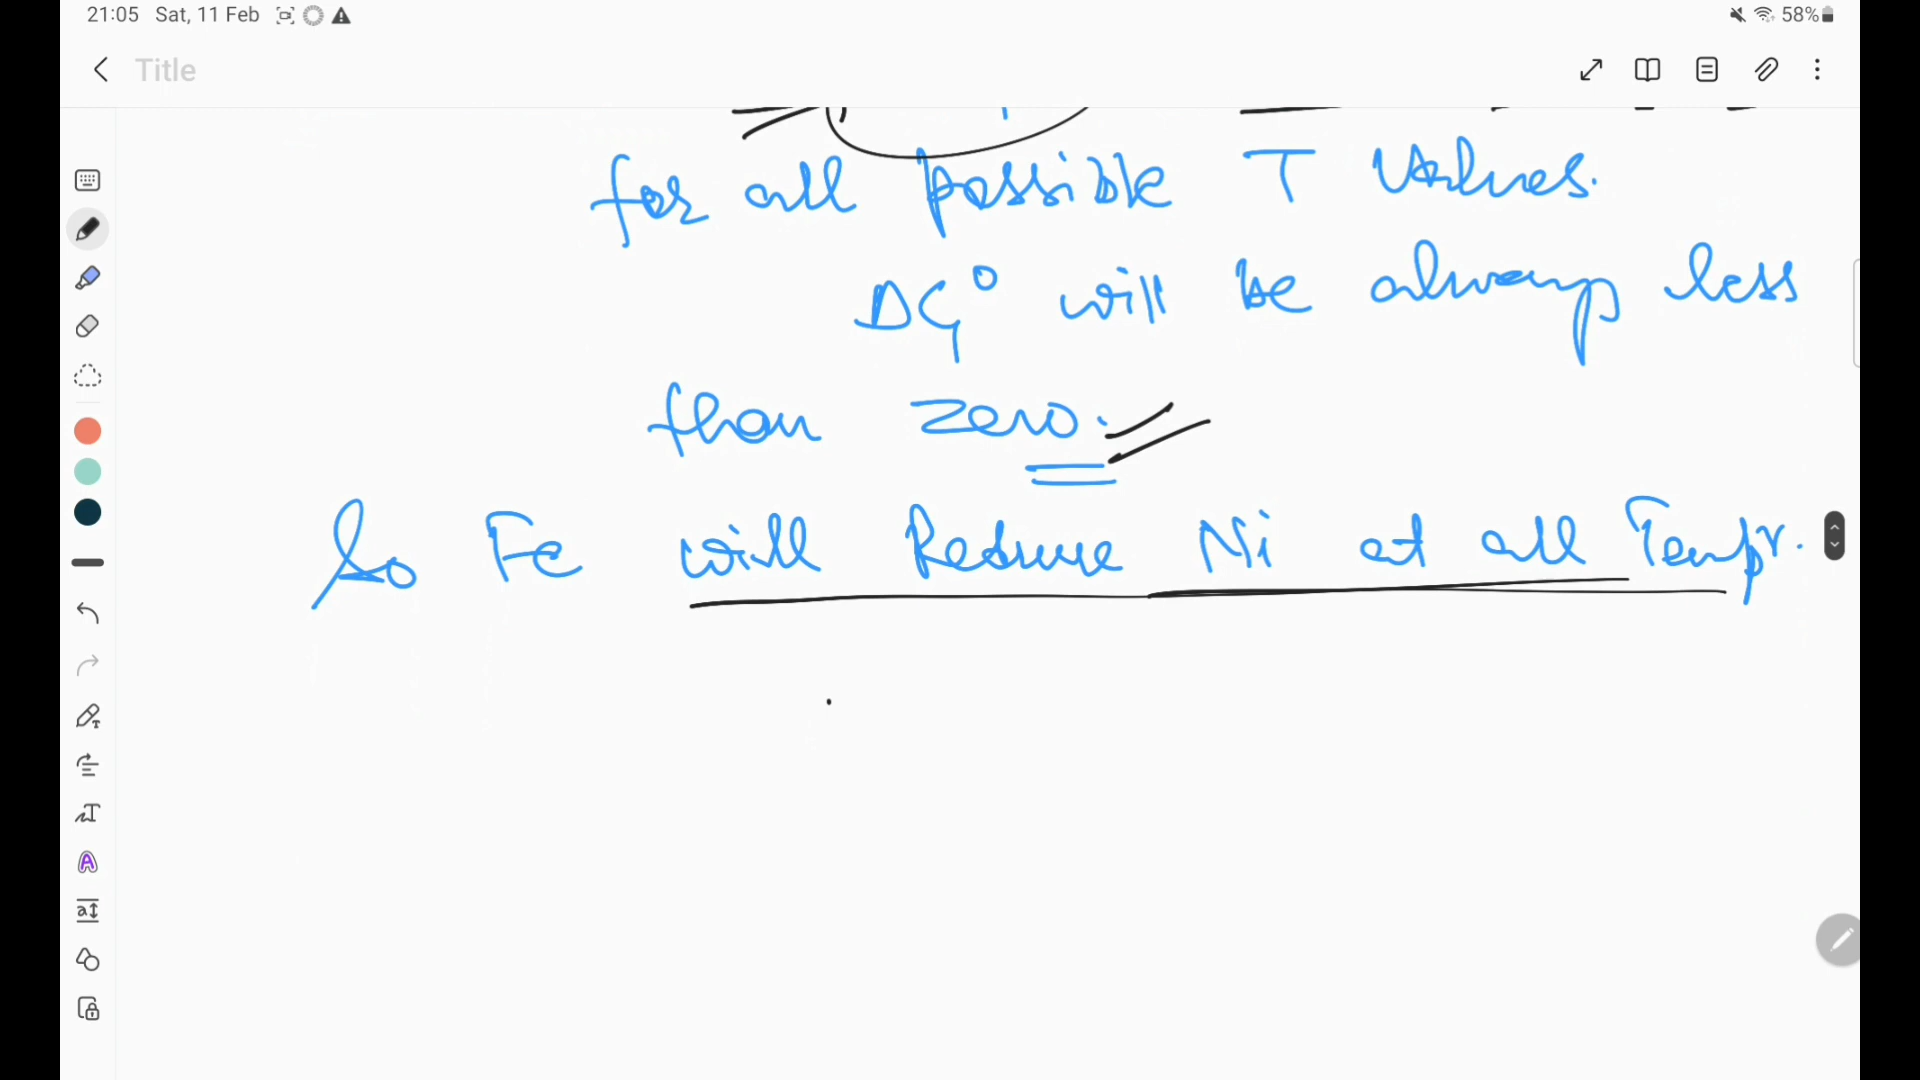 21:05 Sat, 11 Feb 58%
Title
for all possible T values.
ΔG° will be always less
than zero.
So Fe will Reduce Ni at all Tempr.